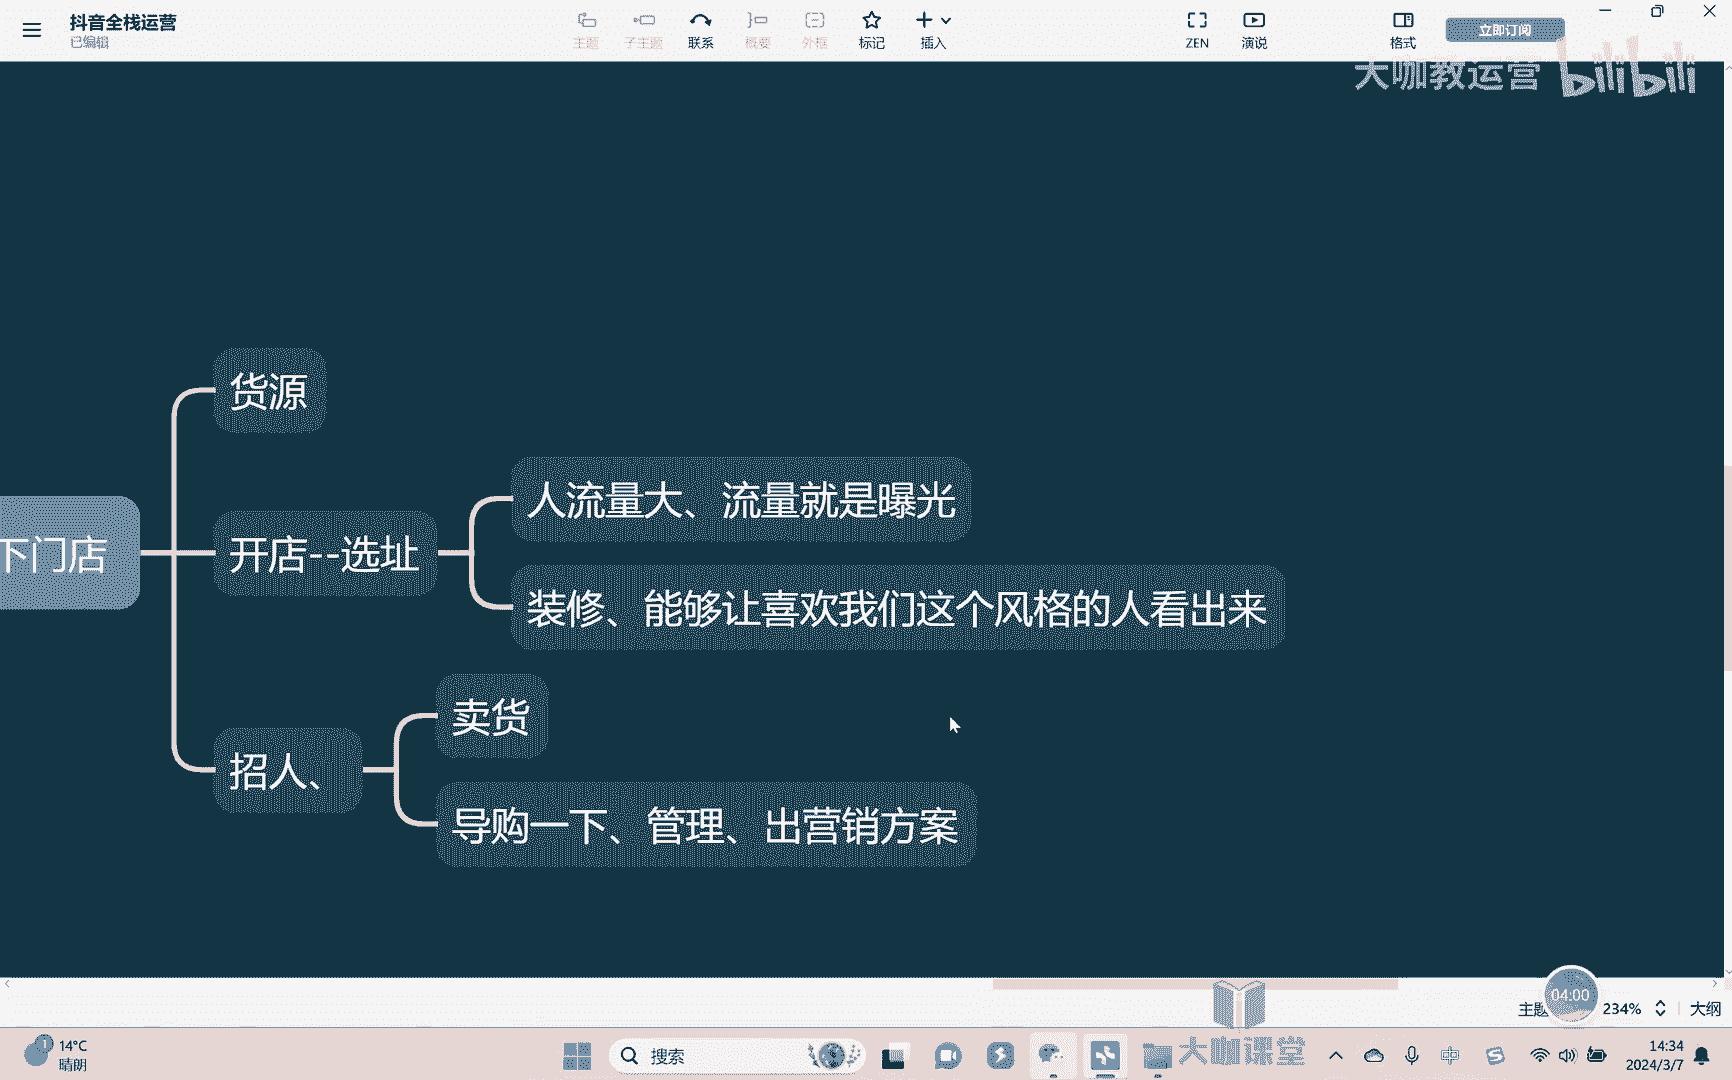 抖音全栈运营
已编辑
主题
子主题
联系
概要
外框
标记
插入
ZEN
演说
格式
立即订阅
大咖教运营 bilibili
货源
人流量大、流量就是曝光
下门店
开店--选址
装修、能够让喜欢我们这个风格的人看出来
卖货
招人、
导购一下、管理、出营销方案
主题
04:00
234%
大纲
1
14°C
晴朗
搜索
大咖课堂
中
14:34
2024/3/7